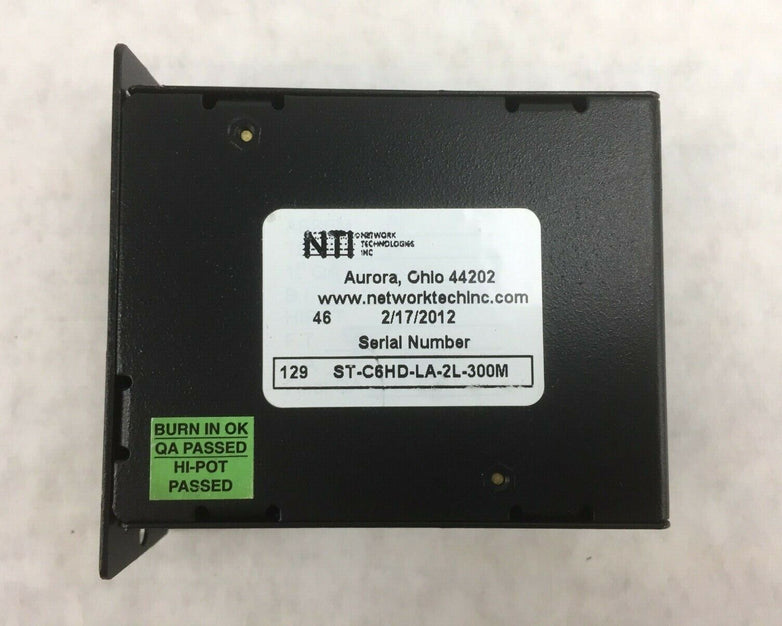 NTI NETWORK
TECHNOLOGIES
INC
Aurora, Ohio 44202
www.networktechinc.com
46 2/17/2012
Serial Number
129 ST-C6HD-LA-2L-300M
BURN IN OK
QA PASSED
HI-POT
PASSED